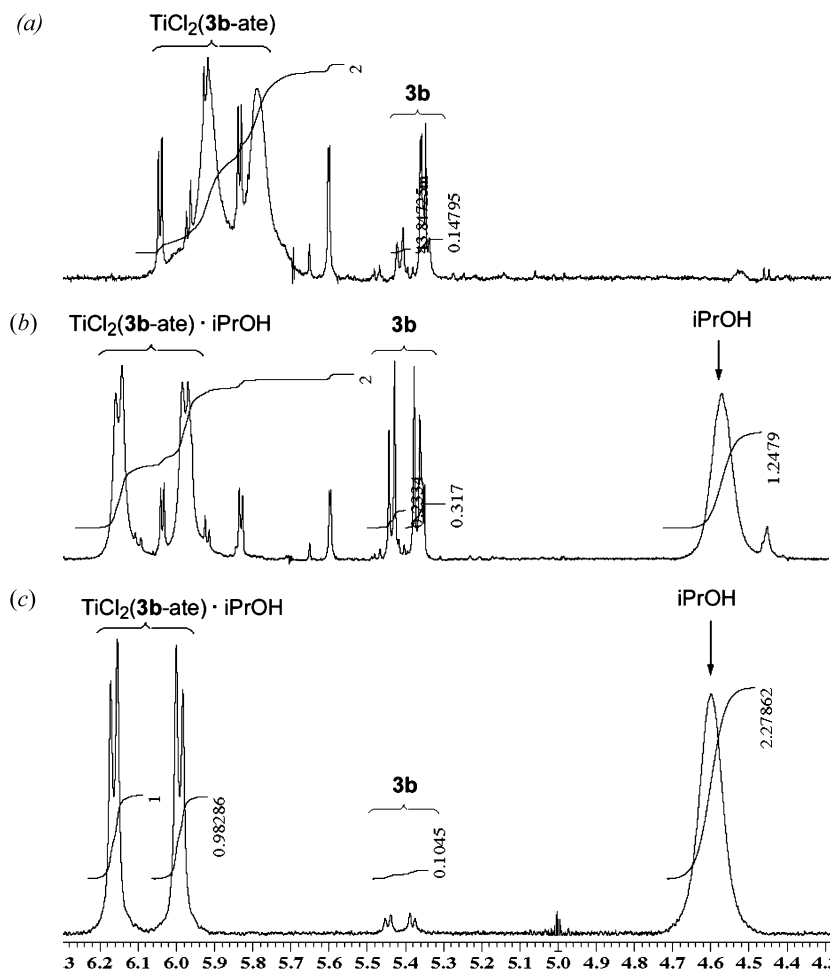 (a)
TiCl2(3b-ate)
2
3b
0.14795
(b)
TiCl2(3b-ate) · iPrOH
2
3b
0.2334
0.317
iPrOH
1.2479
(c)
TiCl2(3b-ate) · iPrOH
1
0.98286
3b
0.1045
iPrOH
2.27862
6.2 6.1 6.0 5.9 5.8 5.7 5.6 5.5 5.4 5.3 5.2 5.1 5.0 4.9 4.8 4.7 4.6 4.5 4.4